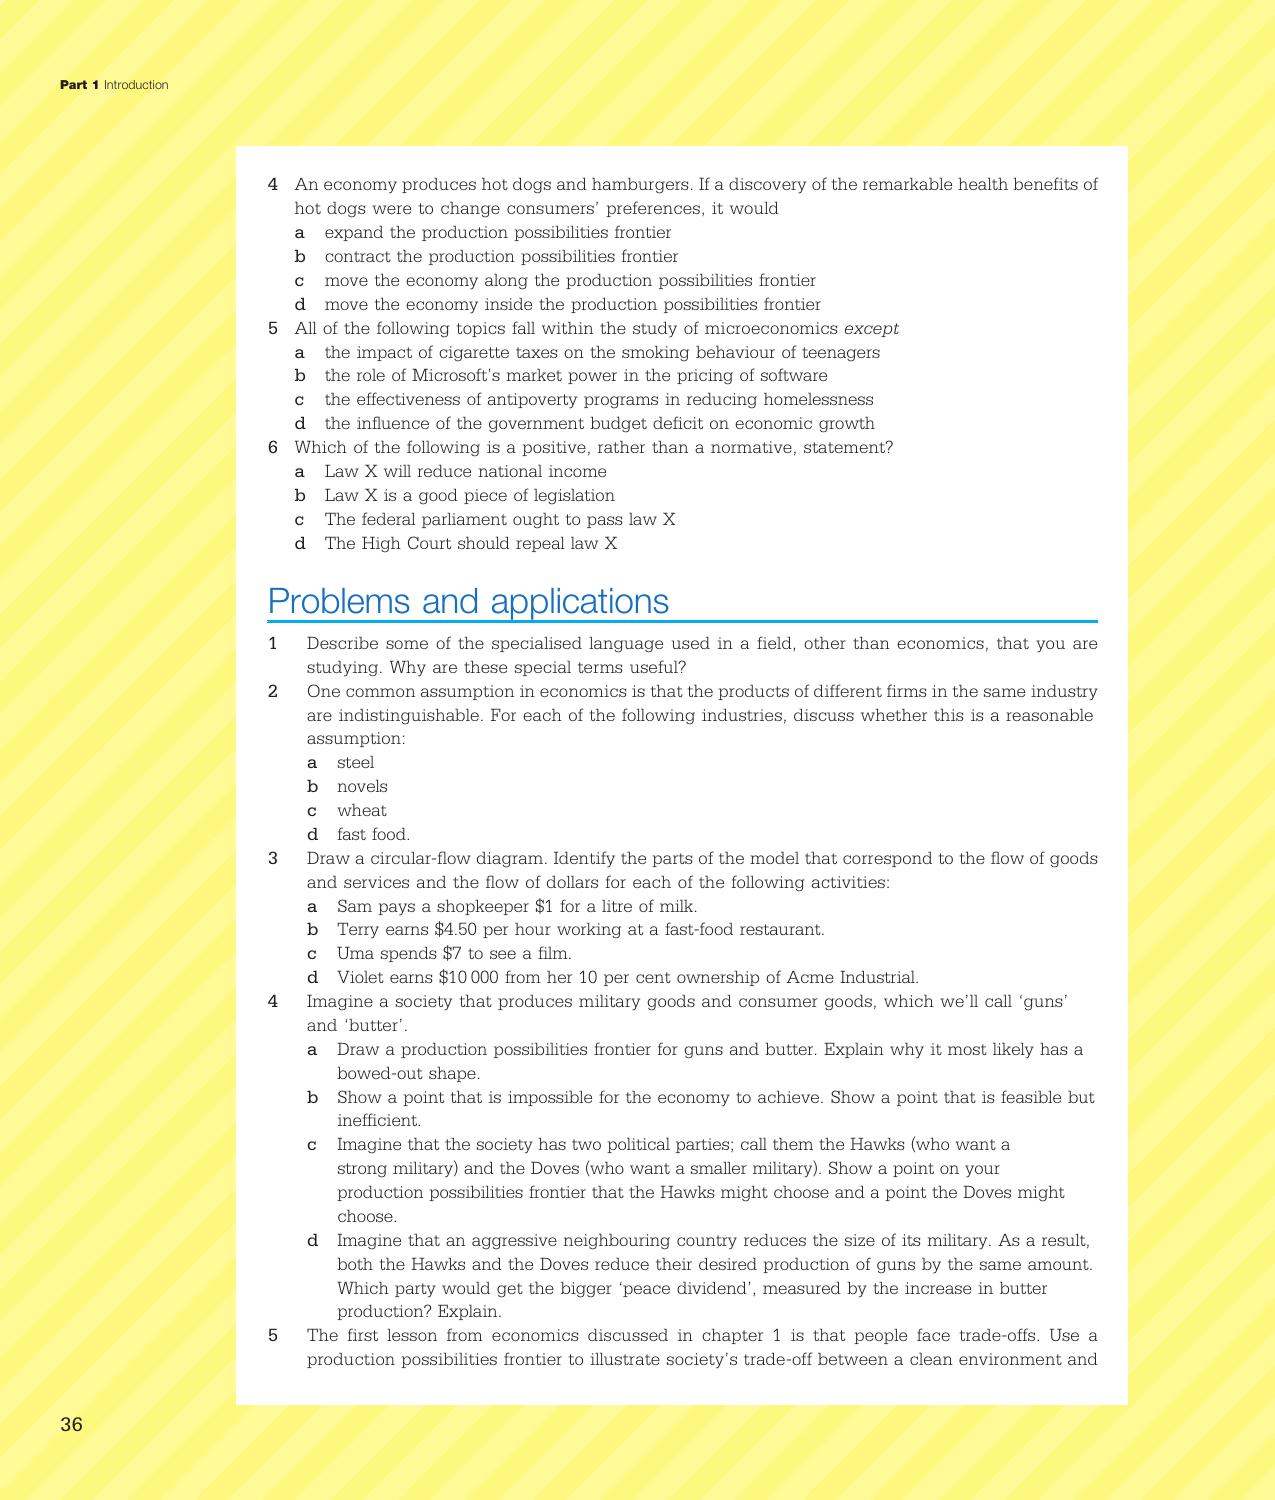 Part 1 Introduction
4 An economy produces hot dogs and hamburgers. If a discovery of the remarkable health benefits of
hot dogs were to change consumers’ preferences, it would
a expand the production possibilities frontier
b contract the production possibilities frontier
c move the economy along the production possibilities frontier
d move the economy inside the production possibilities frontier
5 All of the following topics fall within the study of microeconomics except
a the impact of cigarette taxes on the smoking behaviour of teenagers
b the role of Microsoft’s market power in the pricing of software
c the effectiveness of antipoverty programs in reducing homelessness
d the influence of the government budget deficit on economic growth
6 Which of the following is a positive, rather than a normative, statement?
a Law X will reduce national income
b Law X is a good piece of legislation
c The federal parliament ought to pass law X
d The High Court should repeal law X
Problems and applications
1 Describe some of the specialised language used in a field, other than economics, that you are
studying. Why are these special terms useful?
2 One common assumption in economics is that the products of different firms in the same industry
are indistinguishable. For each of the following industries, discuss whether this is a reasonable
assumption:
a steel
b novels
c wheat
d fast food.
3 Draw a circular-flow diagram. Identify the parts of the model that correspond to the flow of goods
and services and the flow of dollars for each of the following activities:
a Sam pays a shopkeeper $1 for a litre of milk.
b Terry earns $4.50 per hour working at a fast-food restaurant.
c Uma spends $7 to see a film.
d Violet earns $10 000 from her 10 per cent ownership of Acme Industrial.
4 Imagine a society that produces military goods and consumer goods, which we’ll call ‘guns’
and ‘butter’.
a Draw a production possibilities frontier for guns and butter. Explain why it most likely has a
bowed-out shape.
b Show a point that is impossible for the economy to achieve. Show a point that is feasible but
inefficient.
c Imagine that the society has two political parties; call them the Hawks (who want a
strong military) and the Doves (who want a smaller military). Show a point on your
production possibilities frontier that the Hawks might choose and a point the Doves might
choose.
d Imagine that an aggressive neighbouring country reduces the size of its military. As a result,
both the Hawks and the Doves reduce their desired production of guns by the same amount.
Which party would get the bigger ‘peace dividend’, measured by the increase in butter
production? Explain.
5 The first lesson from economics discussed in chapter 1 is that people face trade-offs. Use a
production possibilities frontier to illustrate society’s trade-off between a clean environment and
36